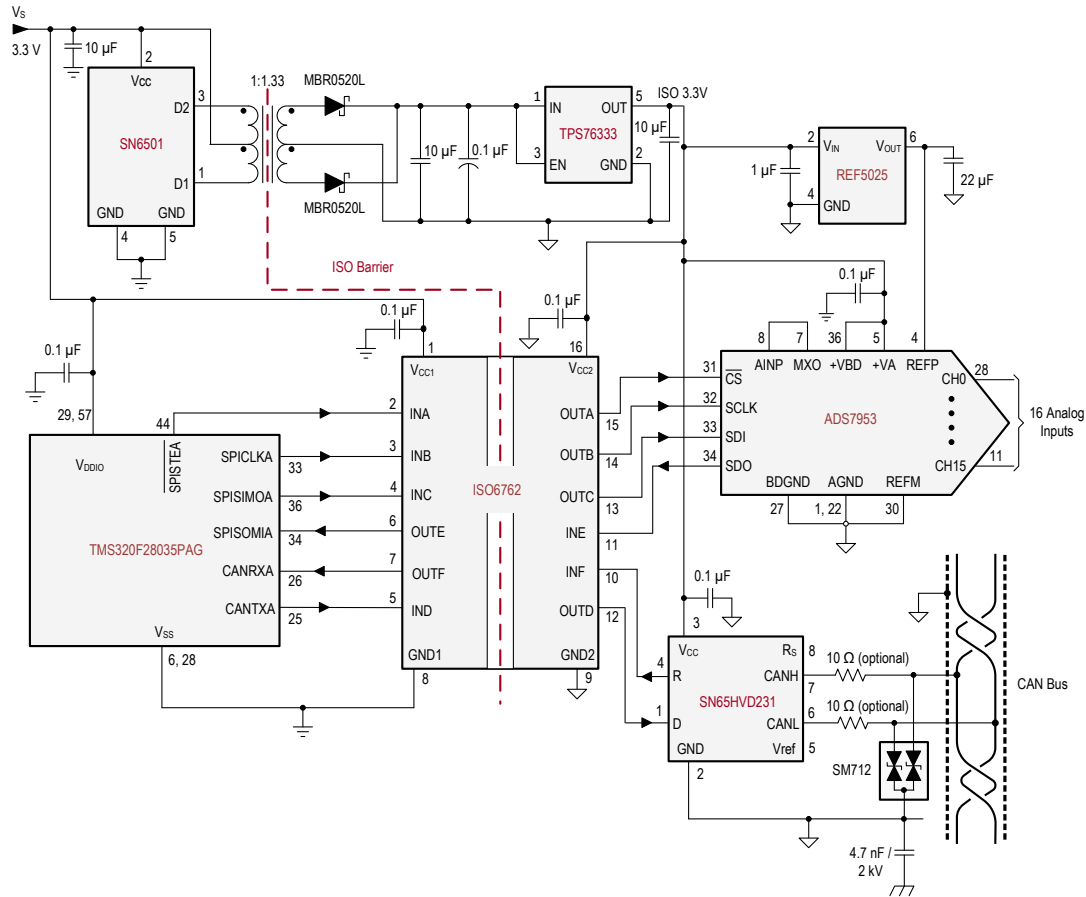 VS
3.3 V
10 µF
2
Vcc
SN6501
D2
3
D1
1
GND
GND
4
5
1:1.33
MBR0520L
MBR0520L
10 µF
0.1 µF
1
IN
OUT
5
TPS76333
3
EN
GND
2
ISO 3.3V
10 µF
1 µF
2
VIN
VOUT
6
REF5025
4
GND
22 µF
ISO Barrier
0.1 µF
29, 57
VDDIO
44
SPISTEA
SPICLKA
33
SPISIMOA
36
TMS320F28035PAG
SPISOMIA
34
CANRXA
26
CANTXA
25
VSS
6, 28
0.1 µF
1
VCC1
2
INA
3
INB
4
INC
6
OUTE
7
OUTF
5
IND
GND1
8
ISO6762
0.1 µF
16
VCC2
OUTA
15
OUTB
14
OUTC
13
INE
11
INF
10
OUTD
12
GND2
9
0.1 µF
8
7
36
5
4
AINP
MXO
+VBD
+VA
REFP
31
CS
32
SCLK
33
SDI
34
SDO
ADS7953
CH0
28
CH15
11
16 Analog
Inputs
BDGND
AGND
REFM
27
1, 22
30
0.1 µF
3
VCC
RS
8
4
R
CANH
7
SN65HVD231
1
D
CANL
6
GND
Vref
5
2
10 Ω (optional)
10 Ω (optional)
SM712
CAN Bus
4.7 nF /
2 kV